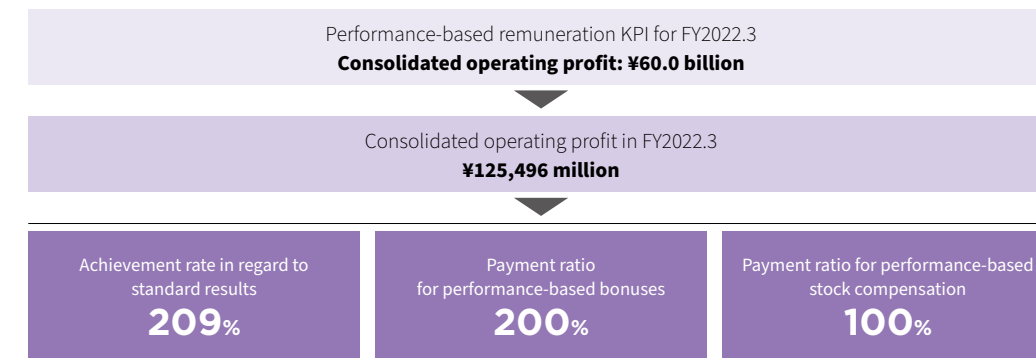 Performance-based remuneration KPI for FY2022.3
Consolidated operating profit: ¥60.0 billion
Consolidated operating profit in FY2022.3
¥125,496 million
Achievement rate in regard to
standard results
209%
Payment ratio
for performance-based bonuses
200%
Payment ratio for performance-based
stock compensation
100%